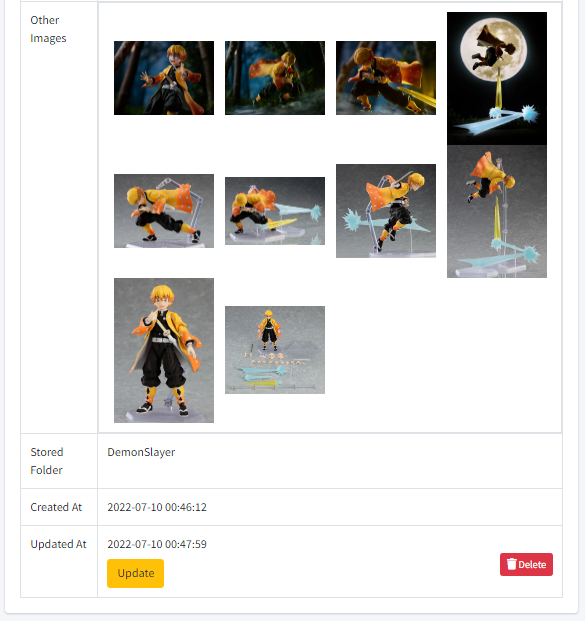 Other
Images
Stored
Folder
DemonSlayer
Created At
2022-07-10 00:46:12
Updated At
2022-07-10 00:47:59
Update
Delete